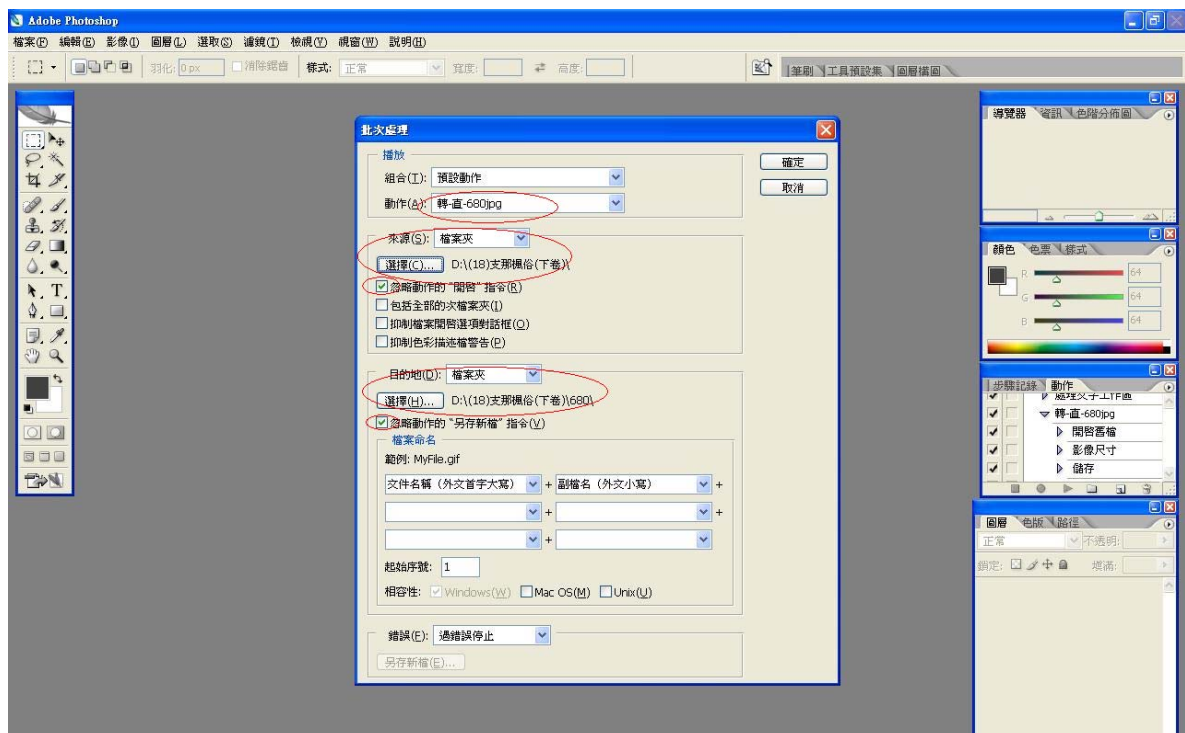 Adobe Photoshop
檔案(F) 編輯(E) 影像(I) 圖層(L) 選取(S) 濾鏡(T) 檢視(V) 視窗(W) 說明(H)
羽化: 0 px 消除鋸齒 樣式: 正常 寬度: 高度: 筆刷 工具預設集 圖層構圖
導覽器 資訊 色階分佈圖
批次處理
播放
組合(T): 預設動作
動作(A): 轉-直-680jpg
確定
取消
來源(S): 檔案夾
選擇(C)... D:\(18)支那楓俗(下卷)\
忽略動作的 "開啓" 指令(R)
包括全部的次檔案夾(I)
抑制檔案開啓選項對話框(O)
抑制色彩描述檔警告(P)
目的地(D): 檔案夾
選擇(H)... D:\(18)支那楓俗(下卷)\680\
忽略動作的 "另存新檔" 指令(V)
檔案命名
範例: MyFile.gif
文件名稱（外文首字大寫） + 副檔名（外文小寫） +
+ +
+
起始序號: 1
相容性: Windows(W) Mac OS(M) Unix(U)
錯誤(E): 遇錯誤停止
另存新檔(E)...
顏色 色票 樣式
R 64
G 64
B 64
步驟記錄 動作
處理文字工作區
轉-直-680jpg
開啓舊檔
影像尺寸
儲存
圖層 色版 路徑
正常 不透明:
鎖定: 填滿: